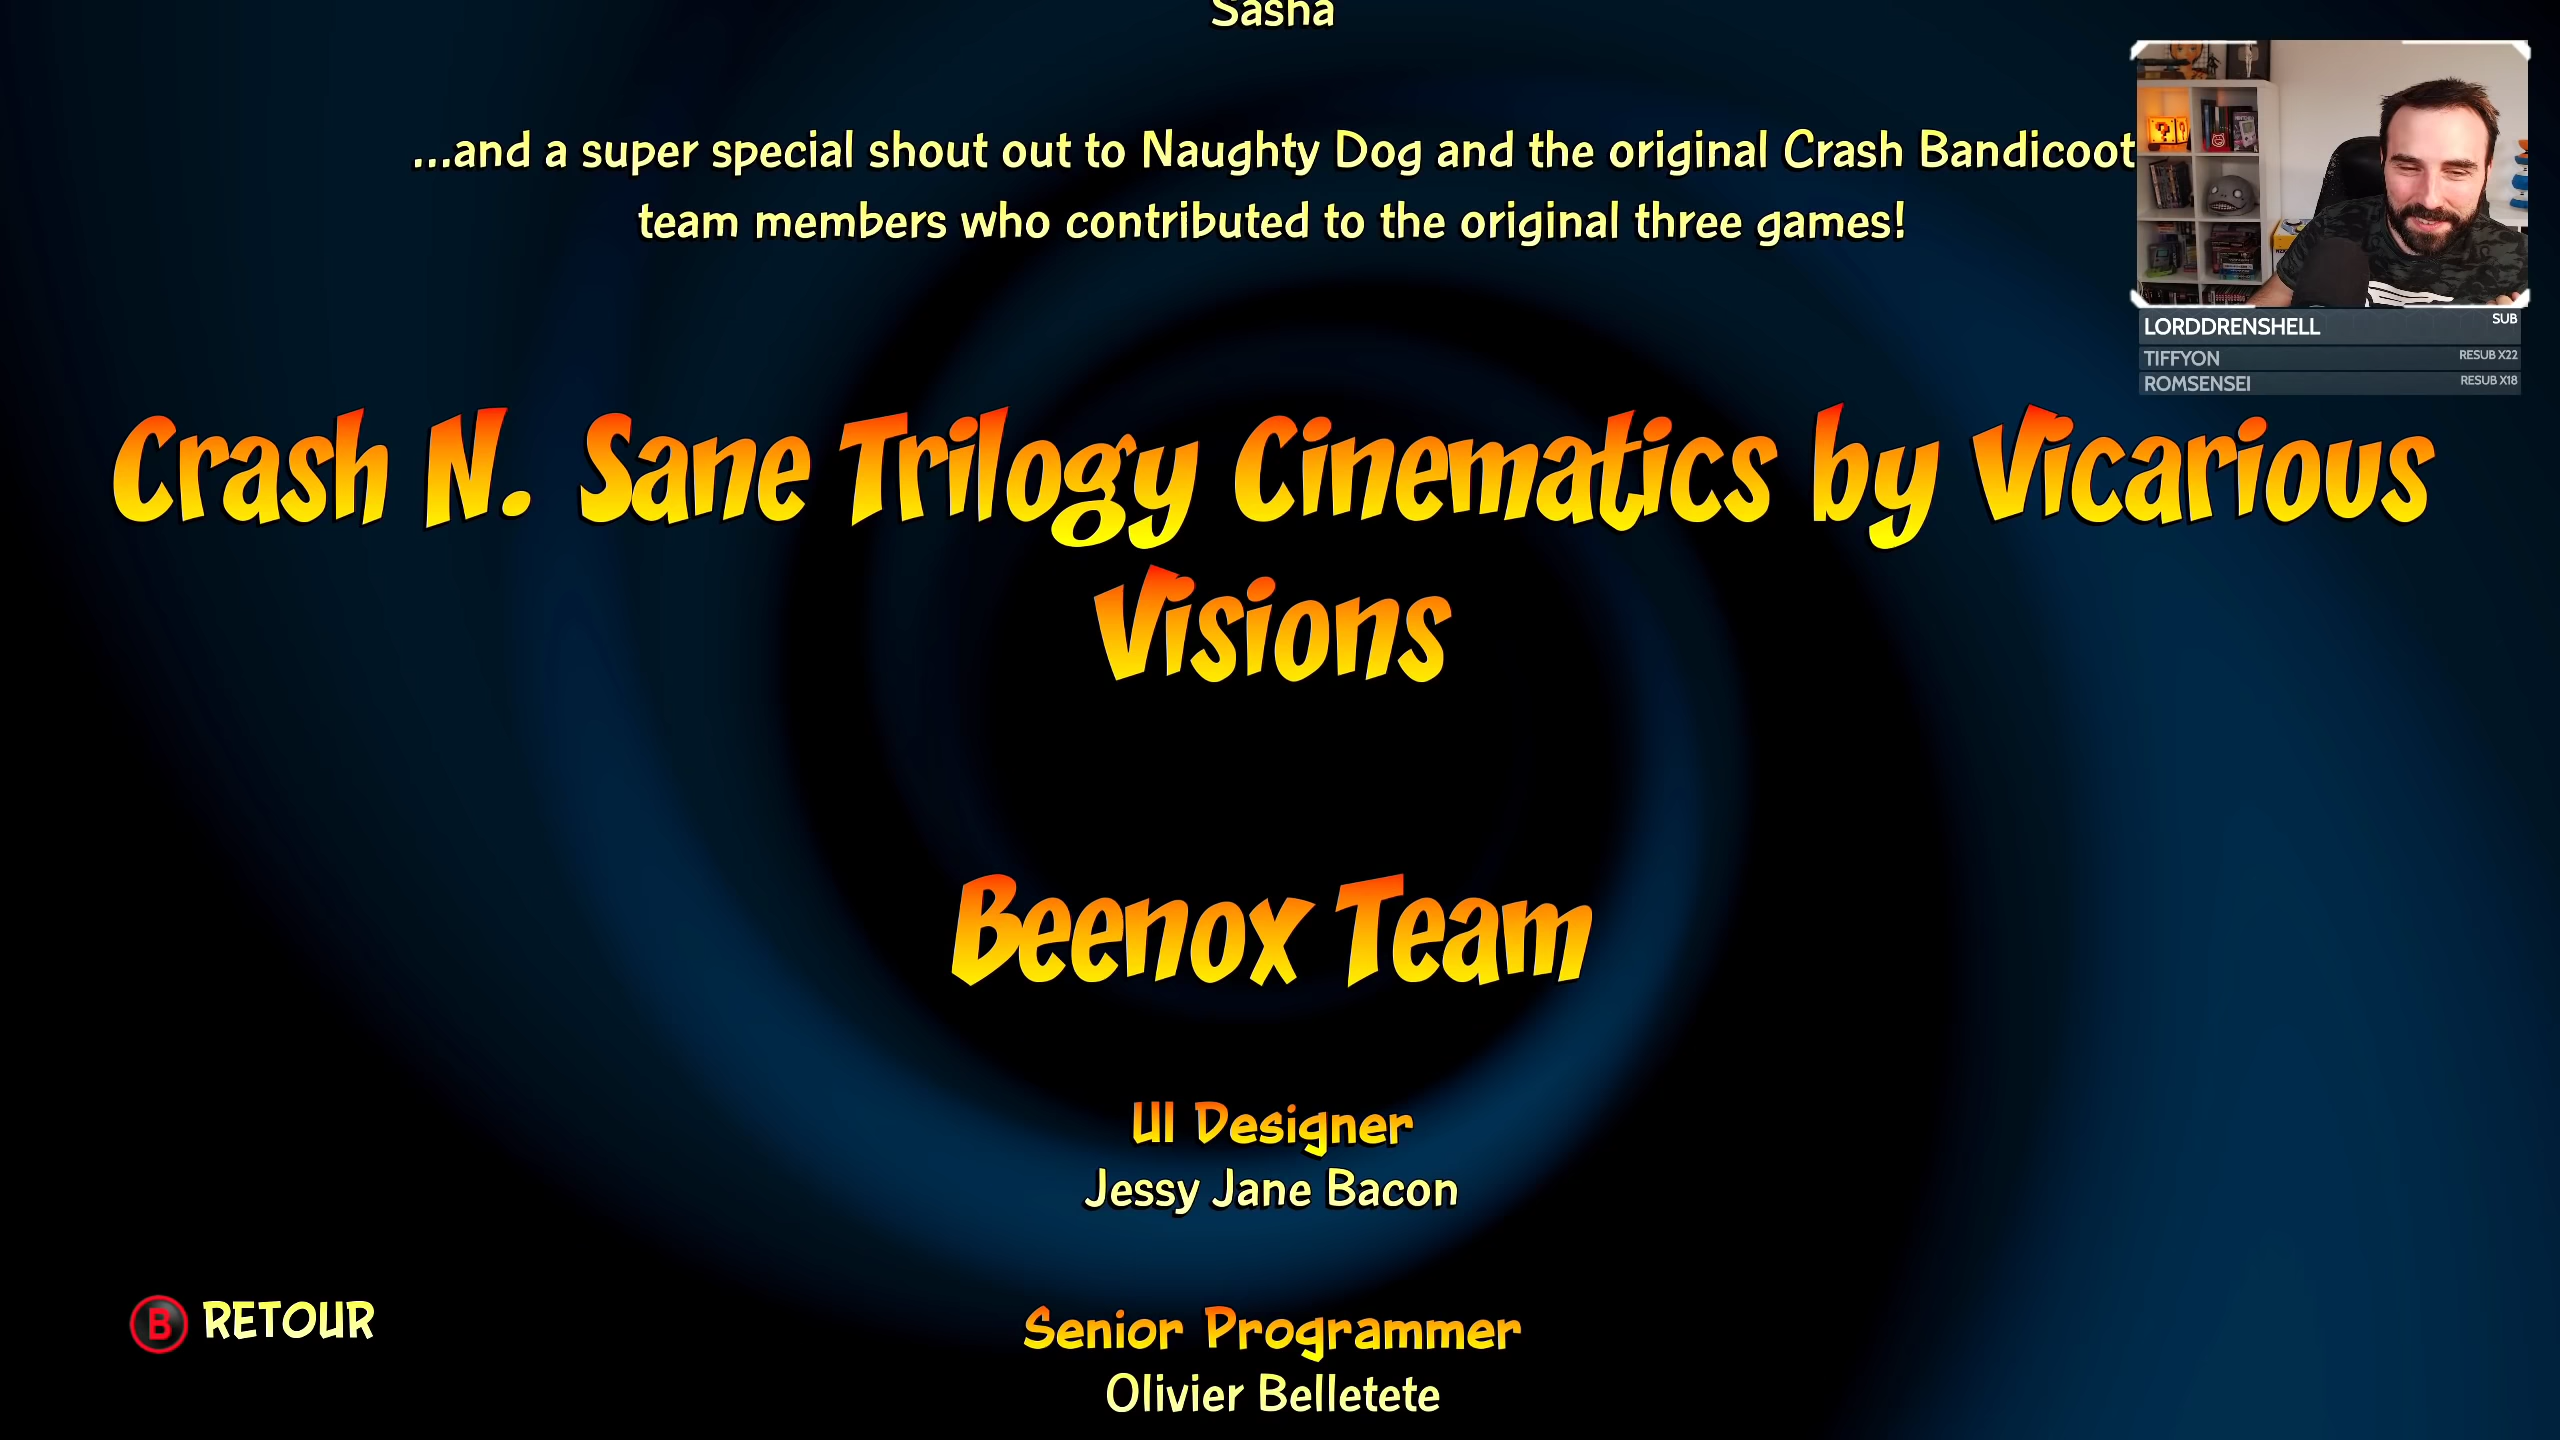 Sasha
...and a super special shout out to Naughty Dog and the original Crash Bandicoot
team members who contributed to the original three games!
LORDDRENSHELL SUB
TIFFYON RESUB X22
ROMSENSEI RESUB X18
Crash N. Sane Trilogy Cinematics by Vicarious
Visions
Beenox Team
UI Designer
Jessy Jane Bacon
B RETOUR
Senior Programmer
Olivier Belletete